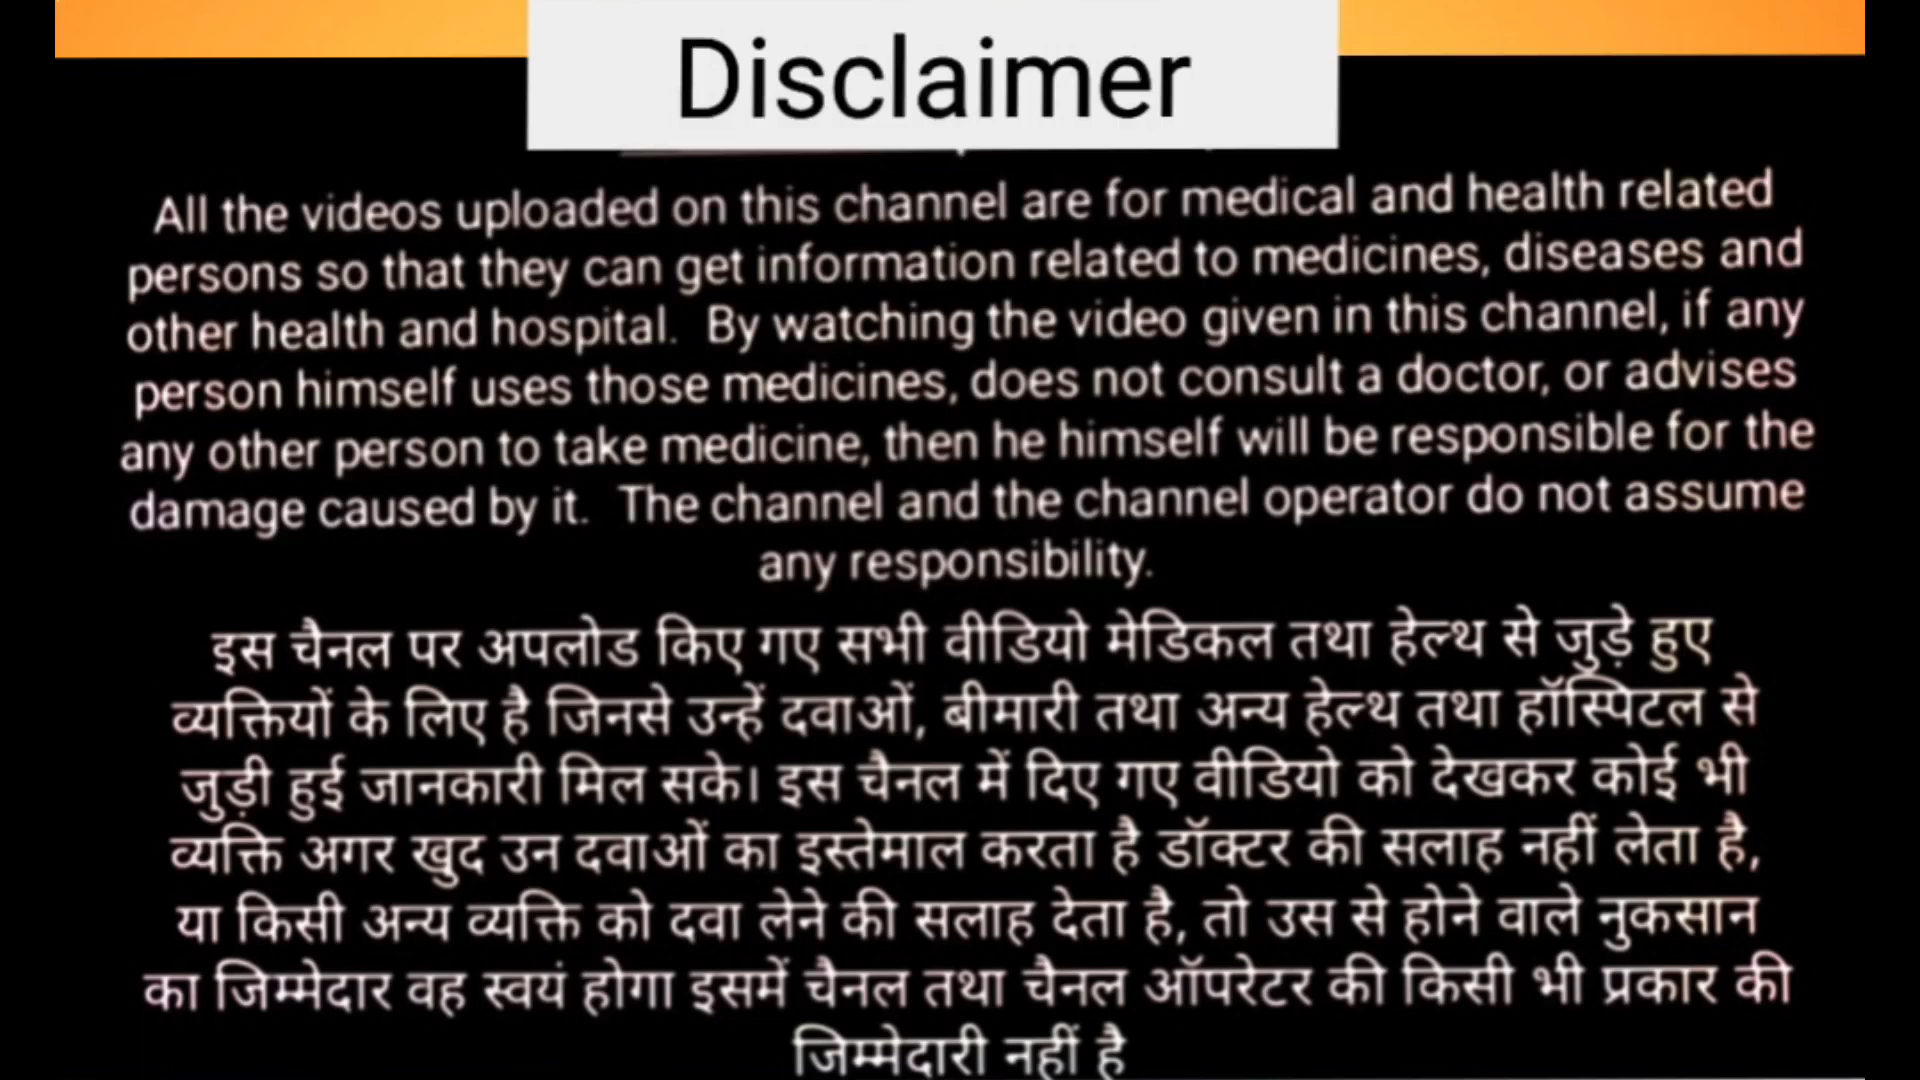 Disclaimer
All the videos uploaded on this channel are for medical and health related
persons so that they can get information related to medicines, diseases and
other health and hospital. By watching the video given in this channel, if any
person himself uses those medicines, does not consult a doctor, or advises
any other person to take medicine, then he himself will be responsible for the
damage caused by it. The channel and the channel operator do not assume
any responsibility.
इस चैनल पर अपलोड किए गए सभी वीडियो मेडिकल तथा हेल्थ से जुड़े हुए
व्यक्तियों के लिए है जिनसे उन्हें दवाओं, बीमारी तथा अन्य हेल्थ तथा हॉस्पिटल से
जुड़ी हुई जानकारी मिल सके। इस चैनल में दिए गए वीडियो को देखकर कोई भी
व्यक्ति अगर खुद उन दवाओं का इस्तेमाल करता है डॉक्टर की सलाह नहीं लेता है,
या किसी अन्य व्यक्ति को दवा लेने की सलाह देता है, तो उस से होने वाले नुकसान
का जिम्मेदार वह स्वयं होगा इसमें चैनल तथा चैनल ऑपरेटर की किसी भी प्रकार की
जिम्मेदारी नहीं है